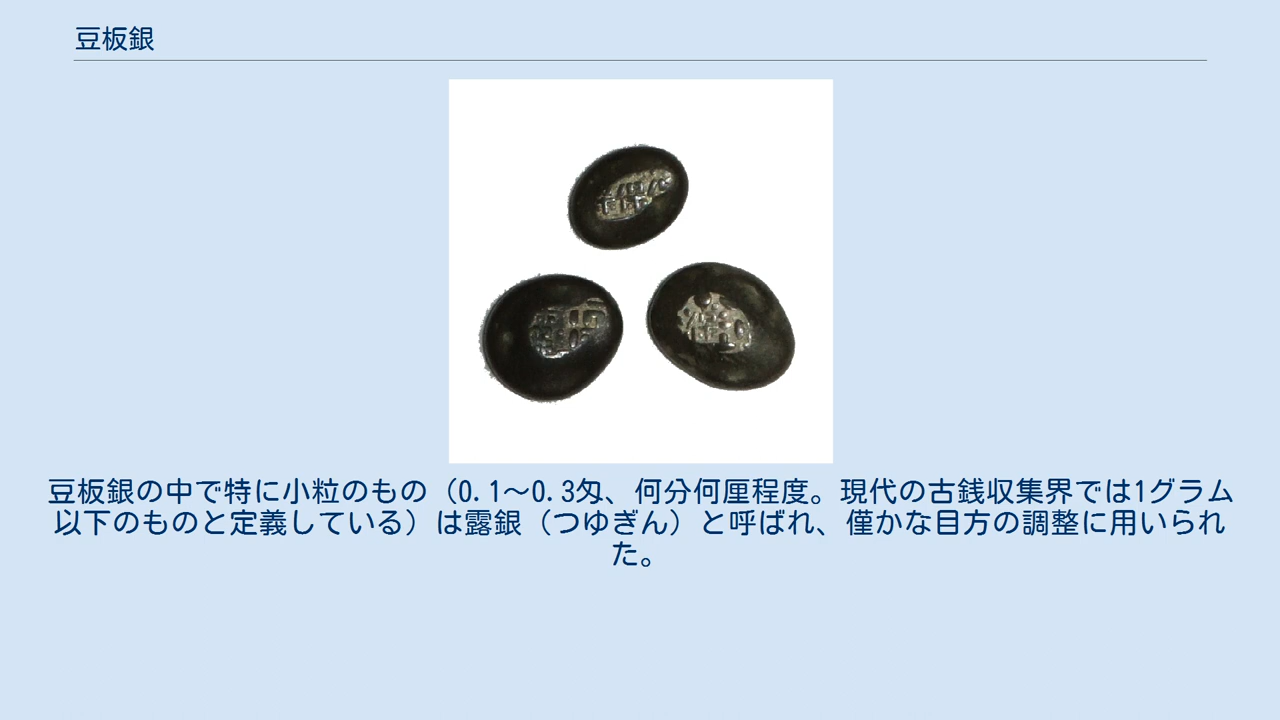 豆板銀
豆板銀の中で特に小粒のもの（0.1～0.3匁、何分何厘程度。現代の古銭収集界では1グラム
以下のものと定義している）は露銀（つゆぎん）と呼ばれ、僅かな目方の調整に用いられ
た。